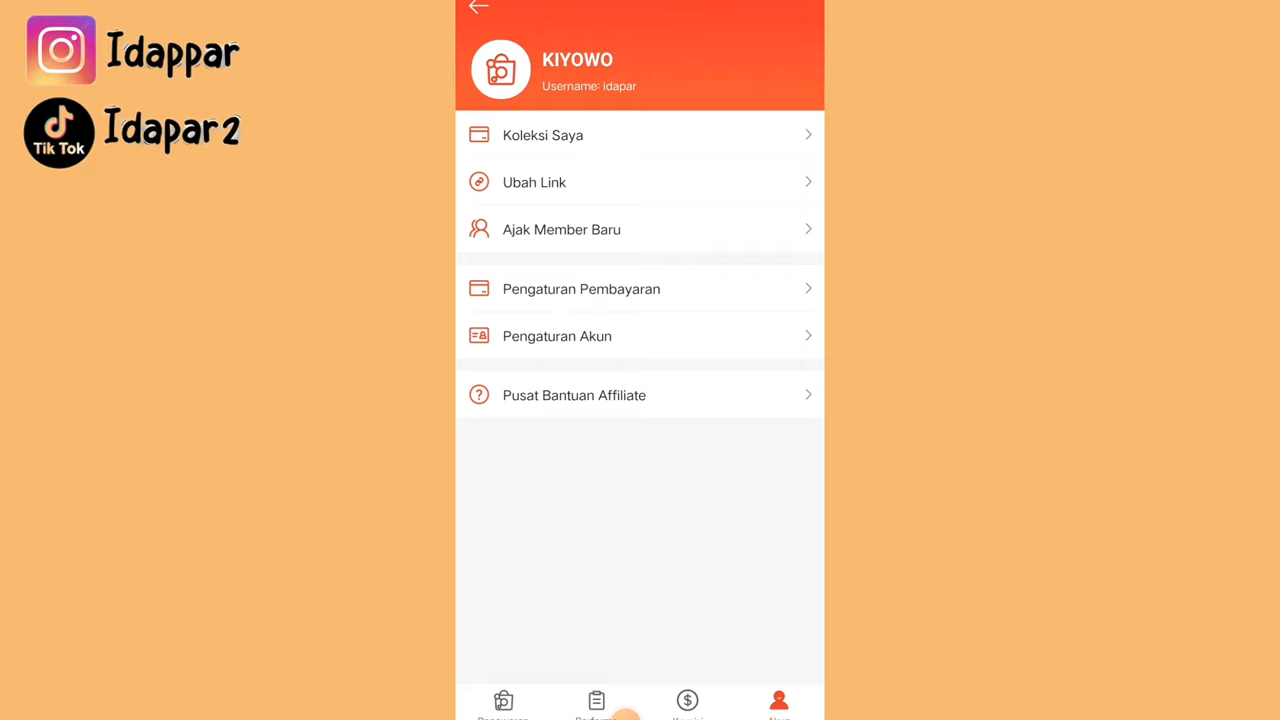 Idappar
Tik Tok
Idapar2
KIYOWO
Username: idapar
Koleksi Saya
Ubah Link
Ajak Member Baru
Pengaturan Pembayaran
Pengaturan Akun
Pusat Bantuan Affiliate